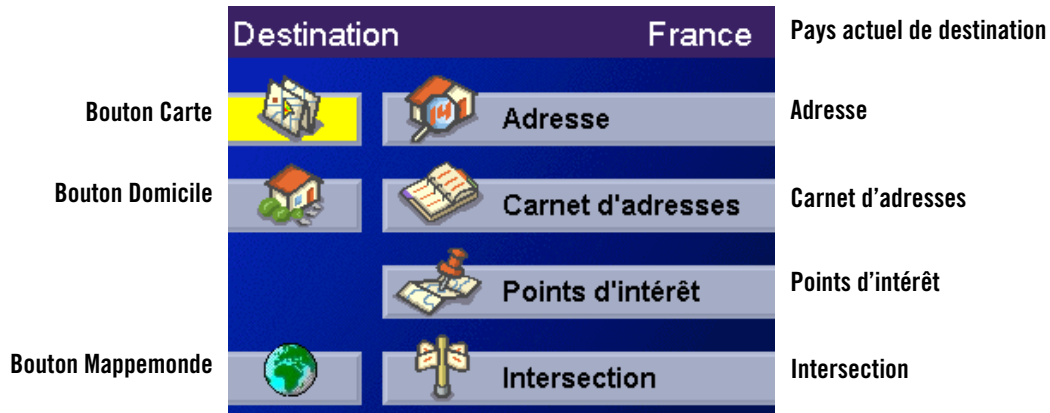 Destination France Pays actuel de destination
Bouton Carte 14 Adresse Adresse
Bouton Domicile Carnet d'adresses Carnet d’adresses
Points d'intérêt Points d’intérêt
Bouton Mappemonde Intersection Intersection